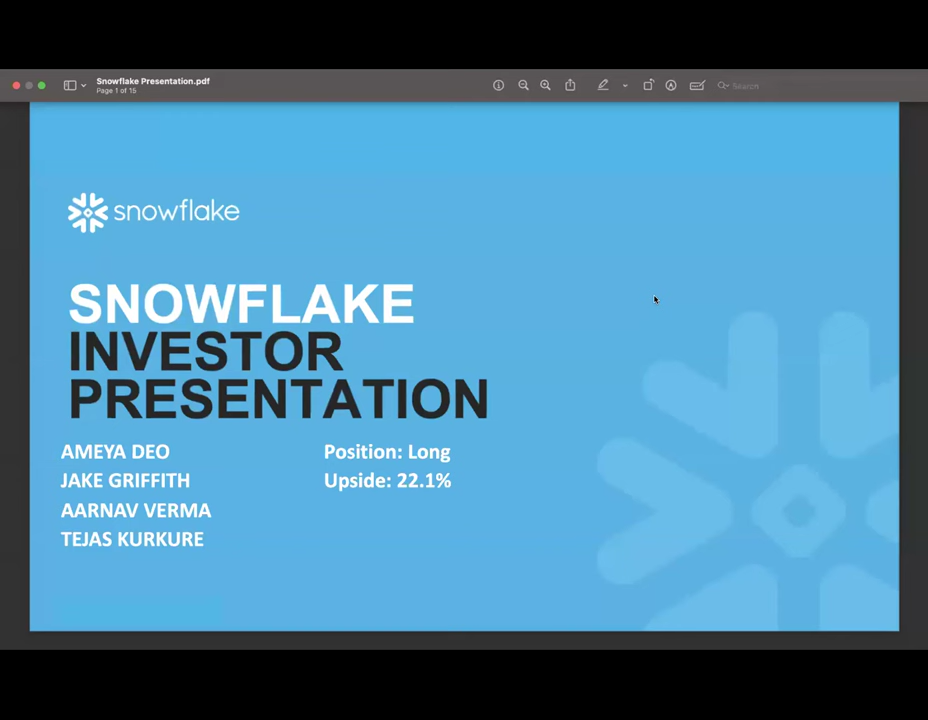 Snowflake Presentation.pdf
Page 1 of 15
Search
snowflake
SNOWFLAKE
INVESTOR
PRESENTATION
AMEYA DEO
JAKE GRIFFITH
AARNAV VERMA
TEJAS KURKURE
Position: Long
Upside: 22.1%